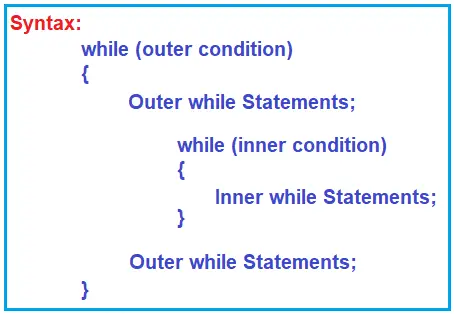 Syntax:
while (outer condition)
{
Outer while Statements;
while (inner condition)
{
Inner while Statements;
}
Outer while Statements;
}